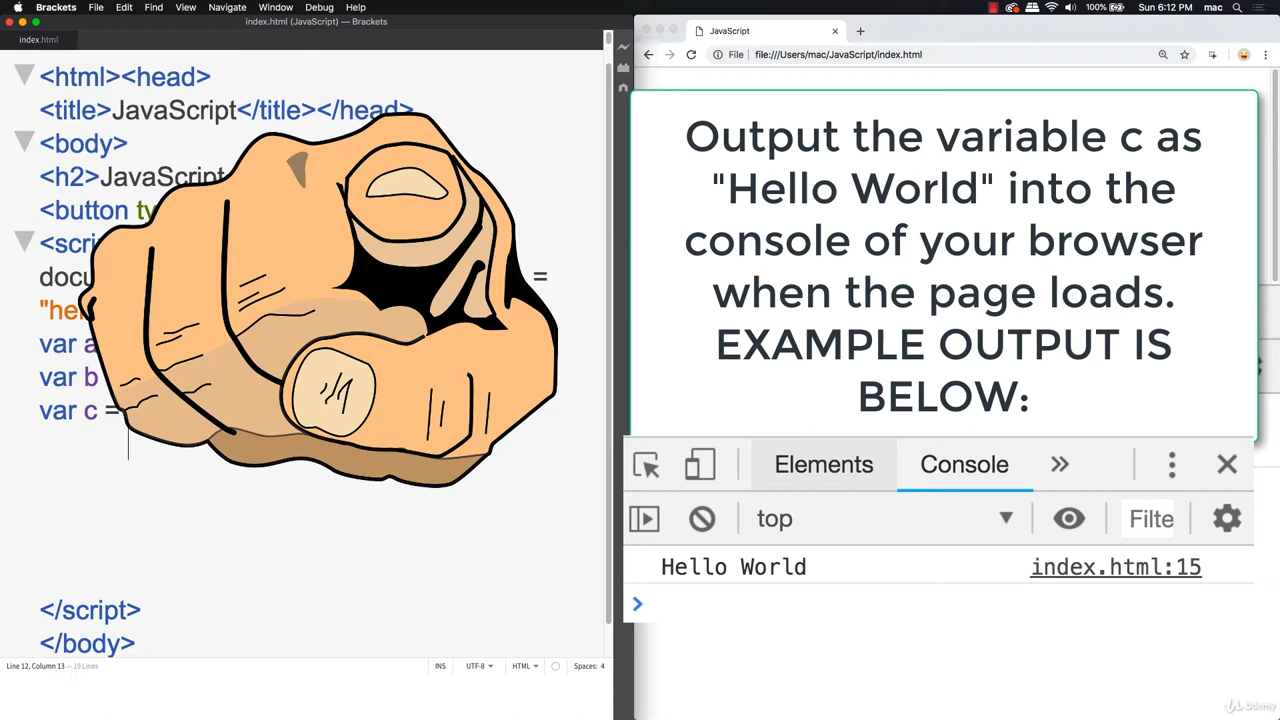 Brackets File Edit Find View Navigate Window Debug Help 100% Sun 6:12 PM mac
index.html (JavaScript) — Brackets
index.html
<html><head>
<title>JavaScript</title></head>
<body>
<h2>JavaScript
<button
docu
=
"he
var a
var b
var c =
</script>
</body>
Line 12, Column 13 — 19 Lines
INS UTF-8 HTML Spaces: 4
JavaScript
File file:///Users/mac/JavaScript/index.html
Output the variable c as
"Hello World" into the
console of your browser
when the page loads.
EXAMPLE OUTPUT IS
BELOW:
Elements Console
top Filte
Hello World index.html:15
Udemy